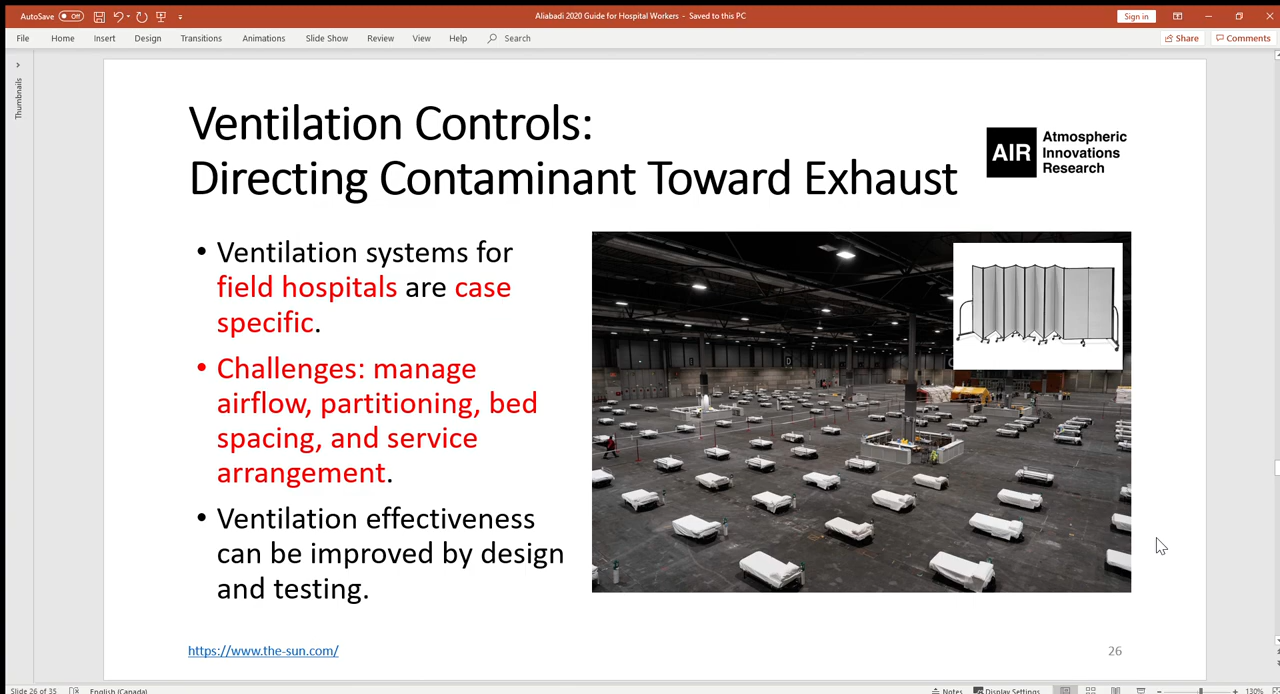 AutoSave Off
Aliabadi 2020 Guide for Hospital Workers - Saved to this PC
Sign in
File Home Insert Design Transitions Animations Slide Show Review View Help Search
Share Comments
Thumbnails
Ventilation Controls:
Directing Contaminant Toward Exhaust
AIR
Atmospheric
Innovations
Research
• Ventilation systems for
field hospitals are case
specific.
• Challenges: manage
airflow, partitioning, bed
spacing, and service
arrangement.
• Ventilation effectiveness
can be improved by design
and testing.
D
https://www.the-sun.com/
26
Slide 26 of 35 English (Canada) Notes Display Settings 130%